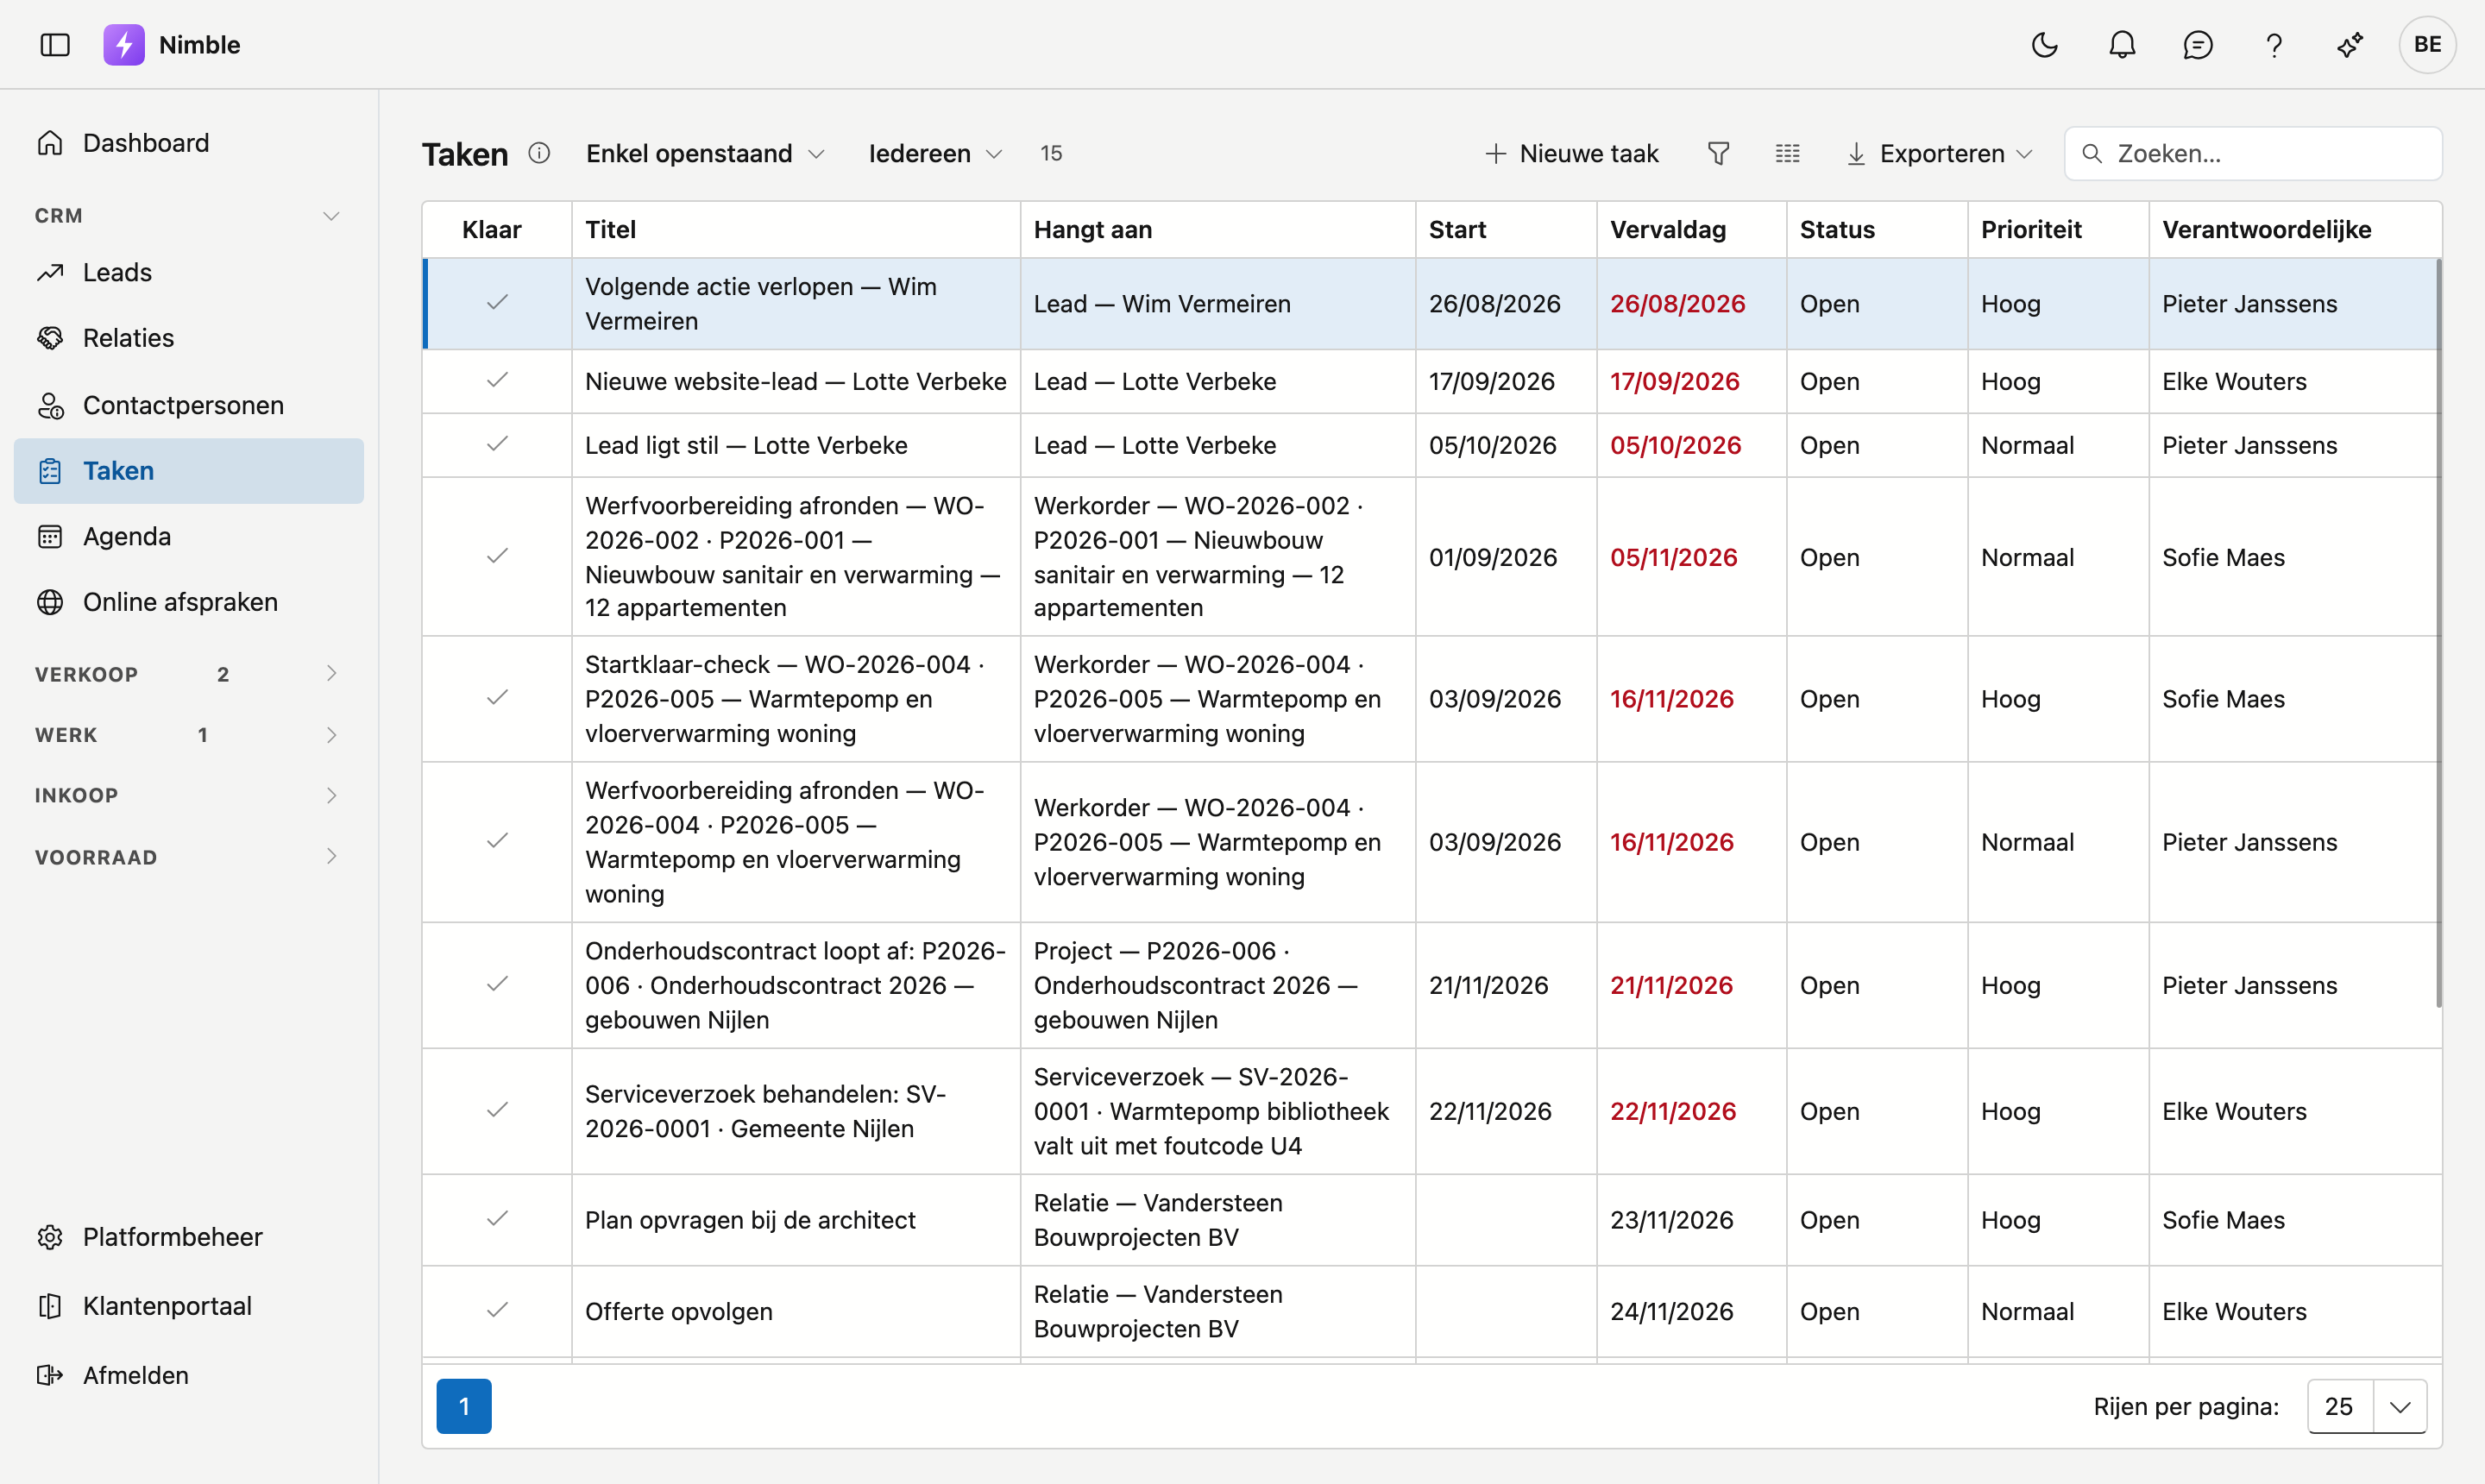 Nimble
BE
Dashboard
CRM
Leads
Relaties
Contactpersonen
Taken
Agenda
Online afspraken
VERKOOP 2
WERK 1
INKOOP
VOORRAAD
Platformbeheer
Klantenportaal
Afmelden
Taken Enkel openstaand Iedereen 15 Nieuwe taak Exporteren Zoeken...
Klaar Titel Hangt aan Start Vervaldag Status Prioriteit Verantwoordelijke
Volgende actie verlopen — Wim
Vermeiren
Lead — Wim Vermeiren
26/08/2026 26/08/2026 Open Hoog Pieter Janssens
Nieuwe website-lead — Lotte Verbeke Lead — Lotte Verbeke 17/09/2026 17/09/2026 Open Hoog Elke Wouters
Lead ligt stil — Lotte Verbeke Lead — Lotte Verbeke 05/10/2026 05/10/2026 Open Normaal Pieter Janssens
Werfvoorbereiding afronden — WO-
2026-002 · P2026-001 —
Nieuwbouw sanitair en verwarming —
12 appartementen
Werkorder — WO-2026-002 ·
P2026-001 — Nieuwbouw
sanitair en verwarming — 12
appartementen
01/09/2026 05/11/2026 Open Normaal Sofie Maes
Startklaar-check — WO-2026-004 ·
P2026-005 — Warmtepomp en
vloerverwarming woning
Werkorder — WO-2026-004 ·
P2026-005 — Warmtepomp en
vloerverwarming woning
03/09/2026 16/11/2026 Open Hoog Sofie Maes
Werfvoorbereiding afronden — WO-
2026-004 · P2026-005 —
Warmtepomp en vloerverwarming
woning
Werkorder — WO-2026-004 ·
P2026-005 — Warmtepomp en
vloerverwarming woning
03/09/2026 16/11/2026 Open Normaal Pieter Janssens
Onderhoudscontract loopt af: P2026-
006 · Onderhoudscontract 2026 —
gebouwen Nijlen
Project — P2026-006 ·
Onderhoudscontract 2026 —
gebouwen Nijlen
21/11/2026 21/11/2026 Open Hoog Pieter Janssens
Serviceverzoek behandelen: SV-
2026-0001 · Gemeente Nijlen
Serviceverzoek — SV-2026-
0001 · Warmtepomp bibliotheek
valt uit met foutcode U4
22/11/2026 22/11/2026 Open Hoog Elke Wouters
Plan opvragen bij de architect
Relatie — Vandersteen
Bouwprojecten BV
23/11/2026 Open Hoog Sofie Maes
Offerte opvolgen
Relatie — Vandersteen
Bouwprojecten BV
24/11/2026 Open Normaal Elke Wouters
1
Rijen per pagina: 25